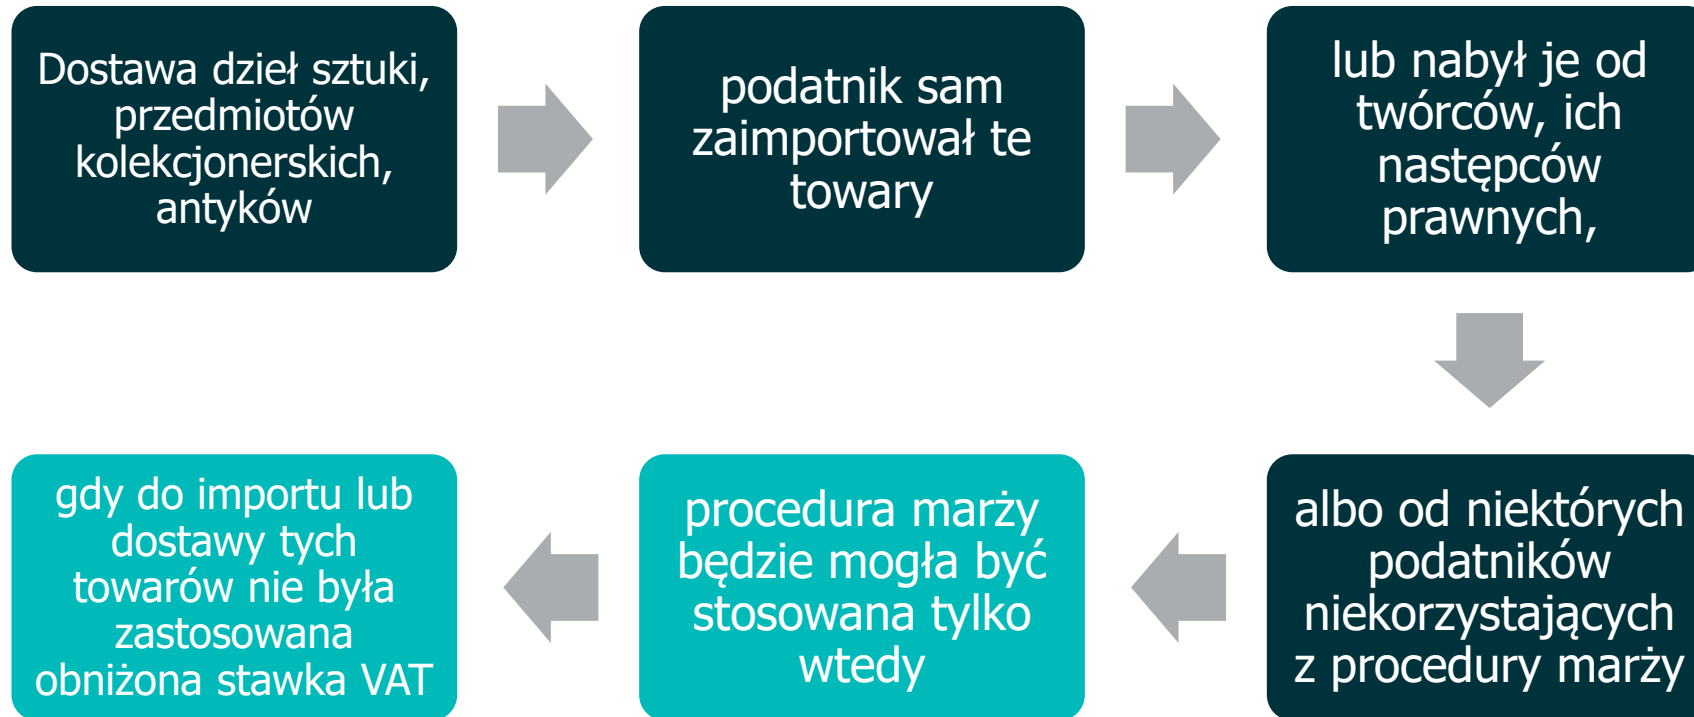 Dostawa dzieł sztuki,
przedmiotów
kolekcjonerskich,
antyków
podatnik sam
zaimportował te
towary
lub nabył je od
twórców, ich
następców
prawnych,
albo od niektórych
podatników
niekorzystających
z procedury marży
procedura marży
będzie mogła być
stosowana tylko
wtedy
gdy do importu lub
dostawy tych
towarów nie była
zastosowana
obniżona stawka VAT